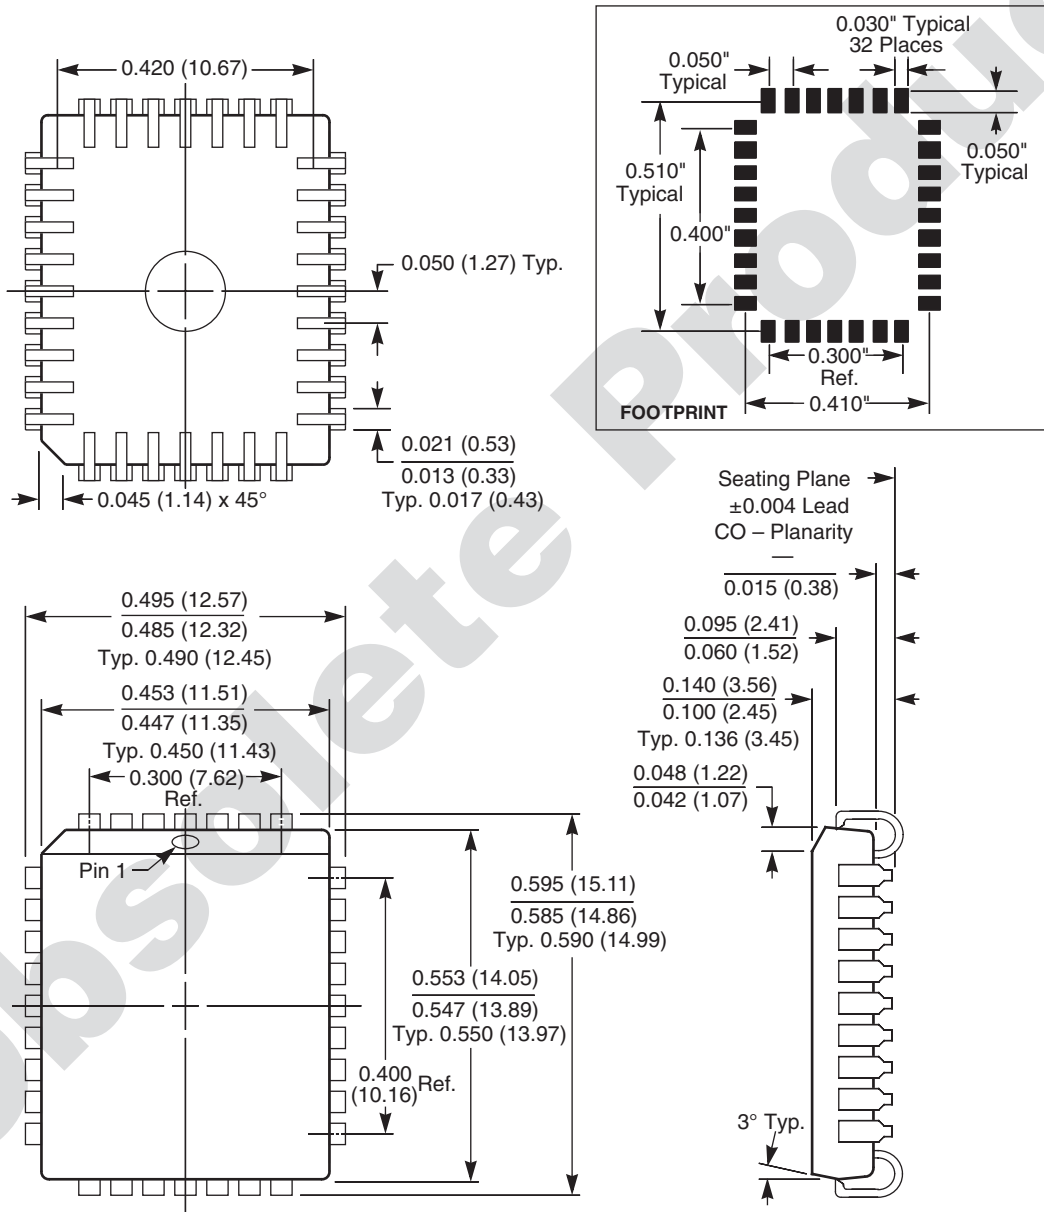 0.420 (10.67)
0.050 (1.27) Typ.
0.021 (0.53)
0.013 (0.33)
Typ. 0.017 (0.43)
0.045 (1.14) x 45°
0.030" Typical
32 Places
0.050"
Typical
0.510"
Typical
0.400"
0.050"
Typical
0.300"
Ref.
0.410"
FOOTPRINT
0.495 (12.57)
0.485 (12.32)
Typ. 0.490 (12.45)
0.453 (11.51)
0.447 (11.35)
Typ. 0.450 (11.43)
0.300 (7.62)
Ref.
Pin 1
0.595 (15.11)
0.585 (14.86)
Typ. 0.590 (14.99)
0.553 (14.05)
0.547 (13.89)
Typ. 0.550 (13.97)
0.400
(10.16)
Ref.
Seating Plane
±0.004 Lead
CO – Planarity
—
0.015 (0.38)
0.095 (2.41)
0.060 (1.52)
0.140 (3.56)
0.100 (2.45)
Typ. 0.136 (3.45)
0.048 (1.22)
0.042 (1.07)
3° Typ.
Obsolete Produc